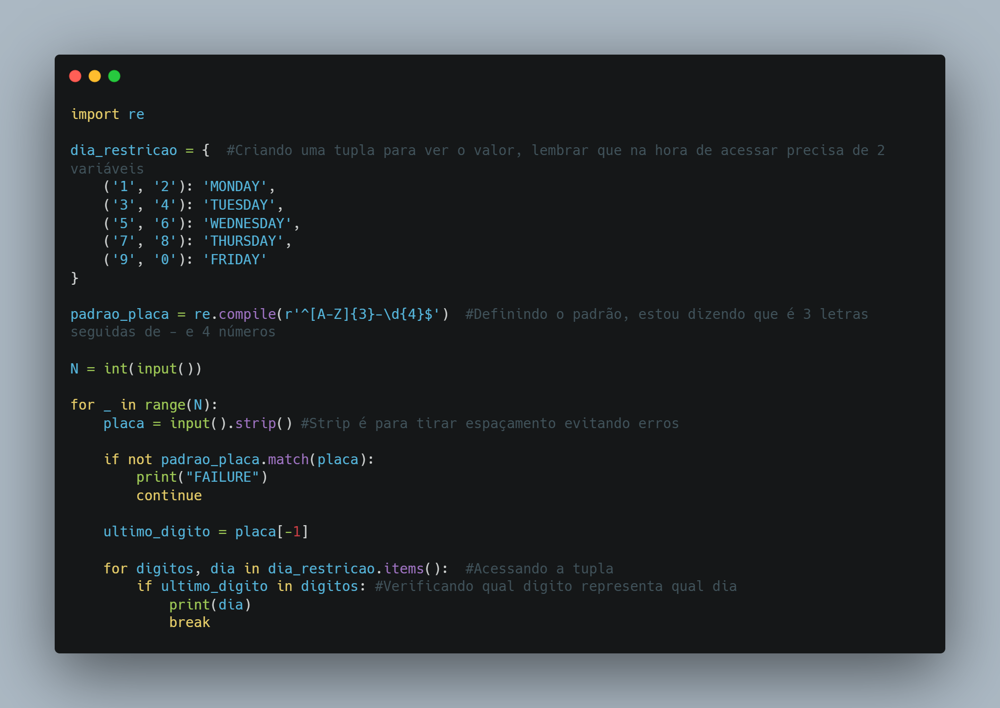 import re

dia_restricao = {  #Criando uma tupla para ver o valor, lembrar que na hora de acessar precisa de 2
variáveis
    ('1', '2'): 'MONDAY',
    ('3', '4'): 'TUESDAY',
    ('5', '6'): 'WEDNESDAY',
    ('7', '8'): 'THURSDAY',
    ('9', '0'): 'FRIDAY'
}

padrao_placa = re.compile(r'^[A-Z]{3}-\d{4}$')  #Definindo o padrão, estou dizendo que é 3 letras
seguidas de - e 4 números

N = int(input())

for _ in range(N):
    placa = input().strip() #Strip é para tirar espaçamento evitando erros

    if not padrao_placa.match(placa):
        print("FAILURE")
        continue

    ultimo_digito = placa[-1]

    for digitos, dia in dia_restricao.items():  #Acessando a tupla
        if ultimo_digito in digitos: #Verificando qual digito representa qual dia
            print(dia)
            break